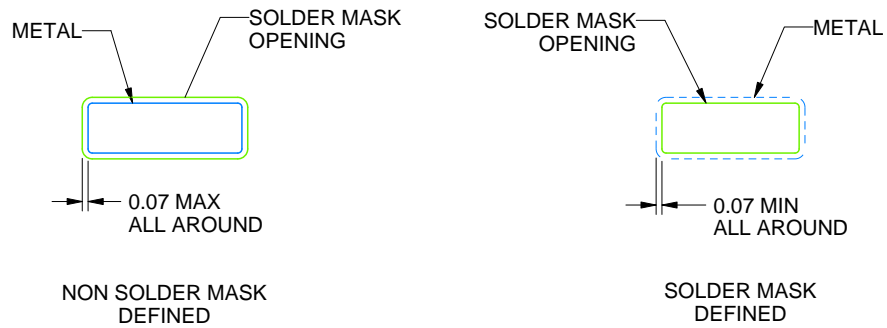 METAL
SOLDER MASK
OPENING
0.07 MAX
ALL AROUND
NON SOLDER MASK
DEFINED
SOLDER MASK
OPENING
METAL
0.07 MIN
ALL AROUND
SOLDER MASK
DEFINED